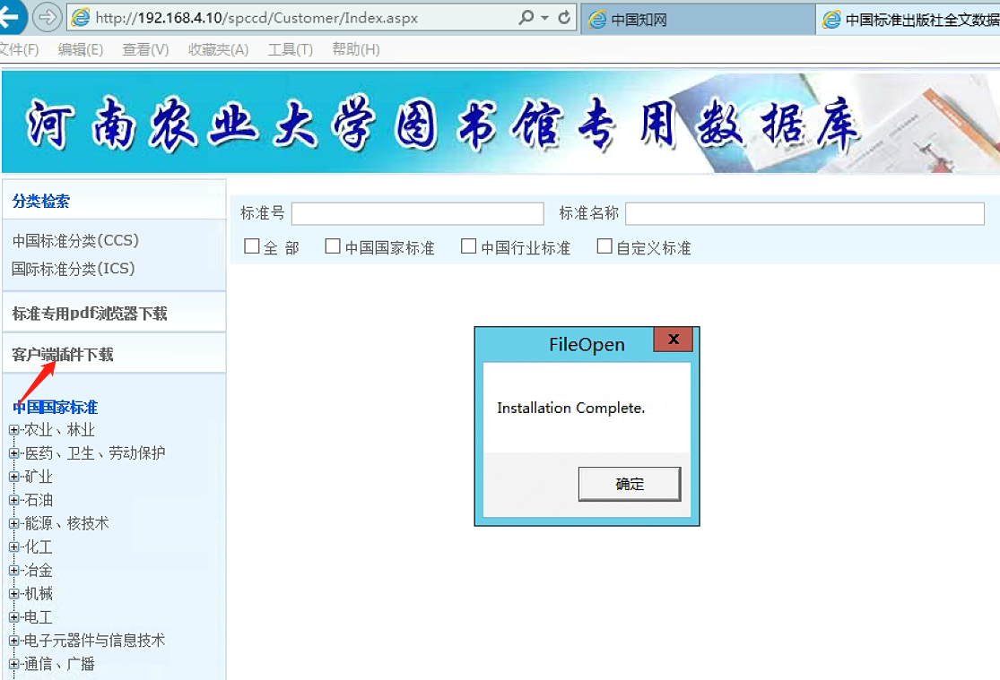 http://192.168.4.10/spccd/Customer/Index.aspx
中国知网
中国标准出版社全文数据
文件(F) 编辑(E) 查看(V) 收藏夹(A) 工具(T) 帮助(H)
河南农业大学图书馆专用数据库
分类检索
标准号
标准名称
中国标准分类(CCS)
全 部 中国国家标准 中国行业标准 自定义标准
国际标准分类(ICS)
标准专用pdf浏览器下载
客户端插件下载
FileOpen
x
Installation Complete.
确定
中国国家标准
农业、林业
医药、卫生、劳动保护
矿业
石油
能源、核技术
化工
冶金
机械
电工
电子元器件与信息技术
通信、广播